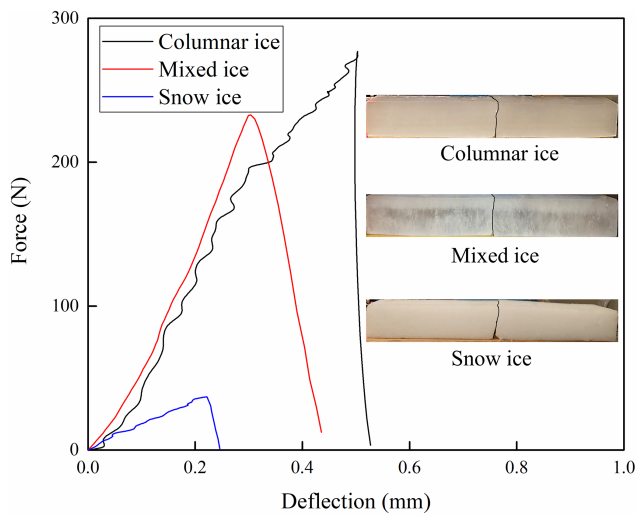 300
200
100
0
Force (N)
Columnar ice
Mixed ice
Snow ice
Columnar ice
Mixed ice
Snow ice
0.0
0.2
0.4
0.6
0.8
1.0
Deflection (mm)